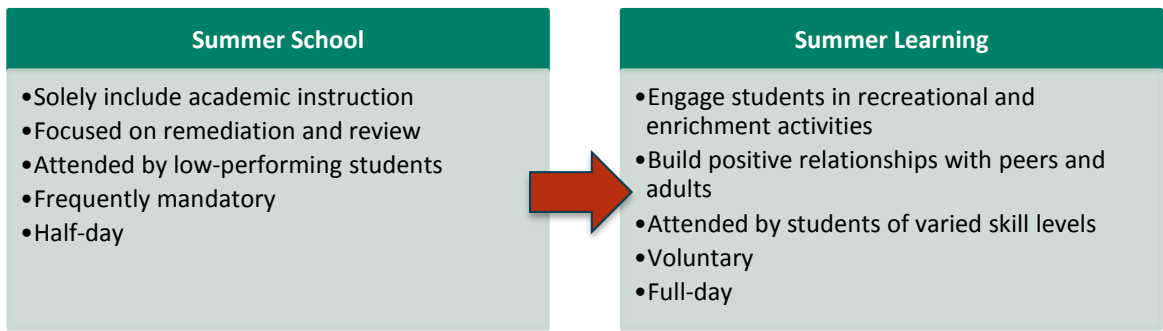 Summer School
•Solely include academic instruction
•Focused on remediation and review
•Attended by low-performing students
•Frequently mandatory
•Half-day
Summer Learning
•Engage students in recreational and
enrichment activities
•Build positive relationships with peers and
adults
•Attended by students of varied skill levels
•Voluntary
•Full-day